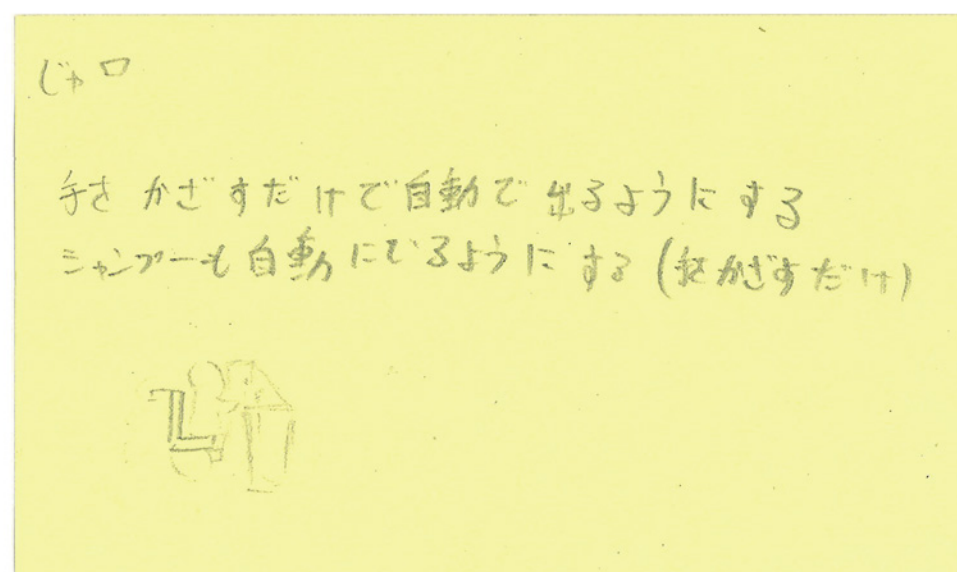 じゃ口
手をかざすだけで自動で出るようにする
シャンプーも自動にでるようにする(手をかざすだけ)